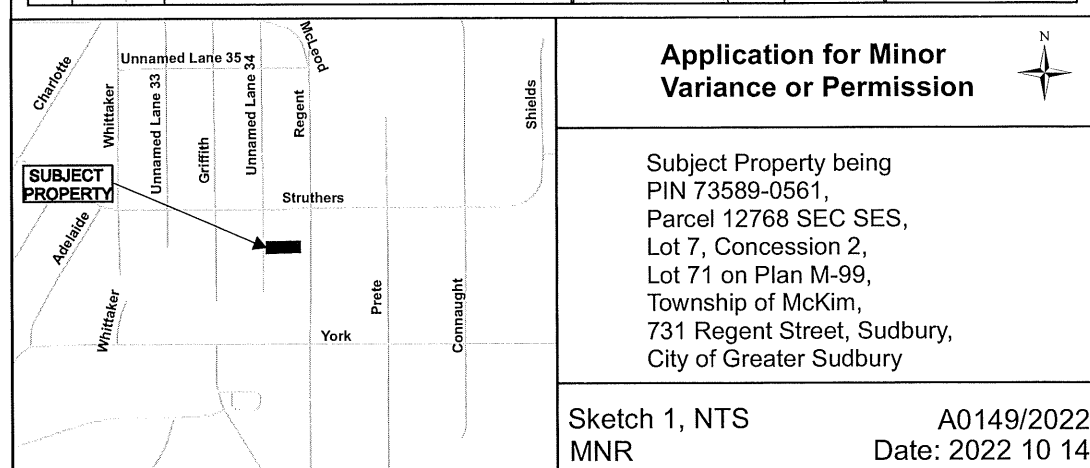 McLeod
Unnamed Lane 35
Charlotte
Whittaker
Unnamed Lane 33
Griffith
Unnamed Lane 34
Regent
Shields
SUBJECT
PROPERTY
Struthers
Adelaide
Whittaker
Prete
Connaught
York
Application for Minor
Variance or Permission
N
Subject Property being
PIN 73589-0561,
Parcel 12768 SEC SES,
Lot 7, Concession 2,
Lot 71 on Plan M-99,
Township of McKim,
731 Regent Street, Sudbury,
City of Greater Sudbury
Sketch 1, NTS
A0149/2022
MNR
Date: 2022 10 14